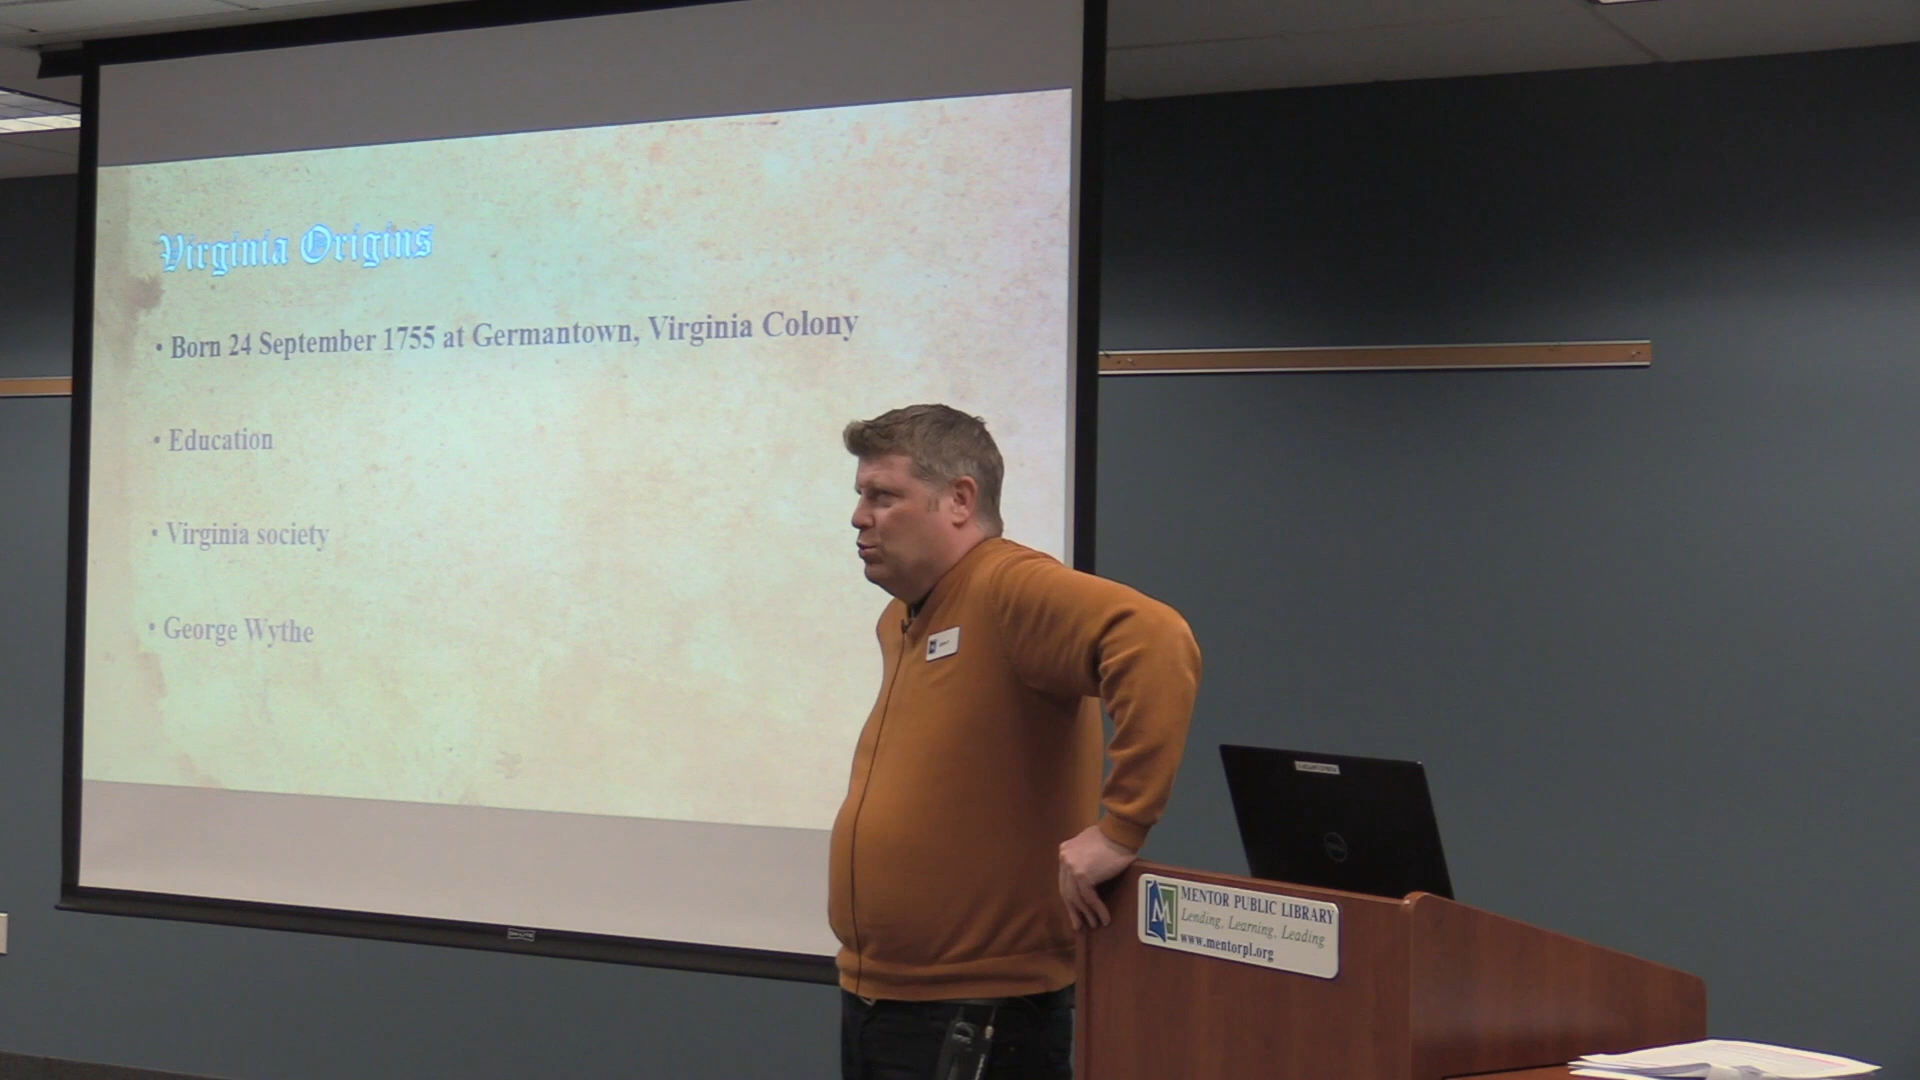 Virginia Origins
• Born 24 September 1755 at Germantown, Virginia Colony
• Education
• Virginia society
• George Wythe
M
MENTOR PUBLIC LIBRARY
Lending, Learning, Leading
www.mentorpl.org
DELL